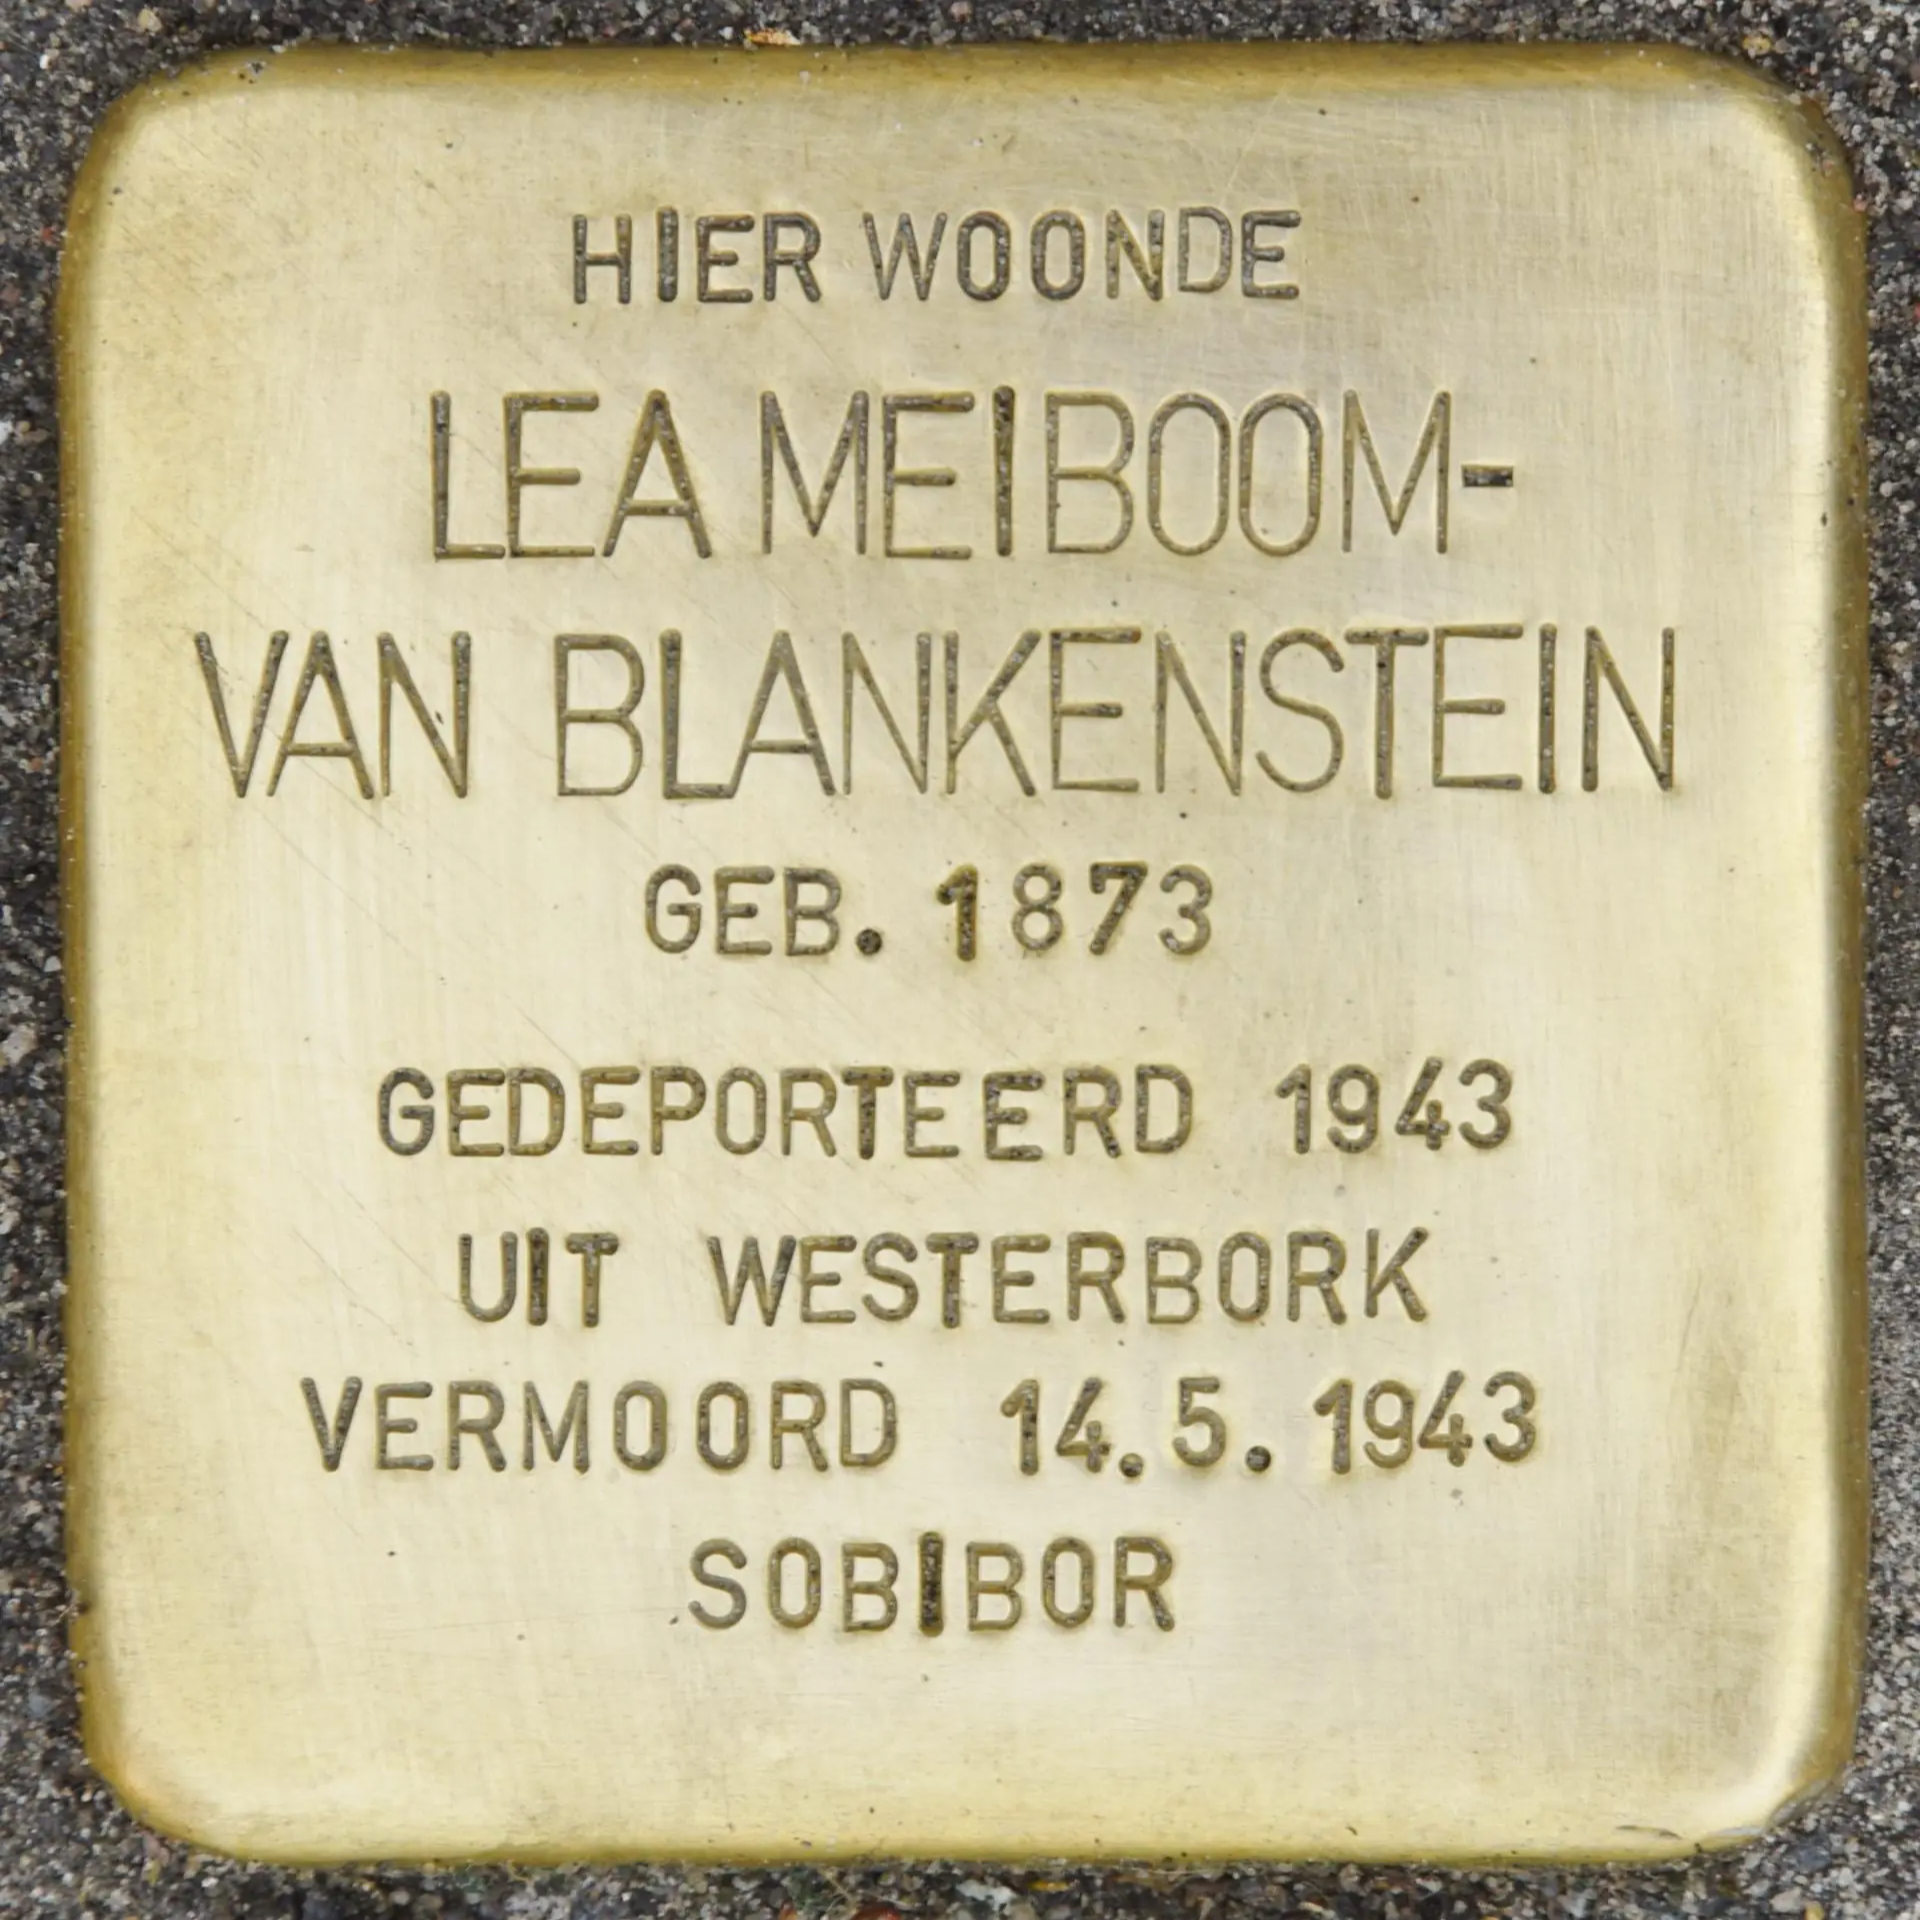 HIER WOONDE
LEA MEIBOOM-
VAN BLANKENSTEIN
GEB. 1873
GEDEPORTEERD 1943
UIT WESTERBORK
VERMOORD 14.5.1943
SOBIBOR